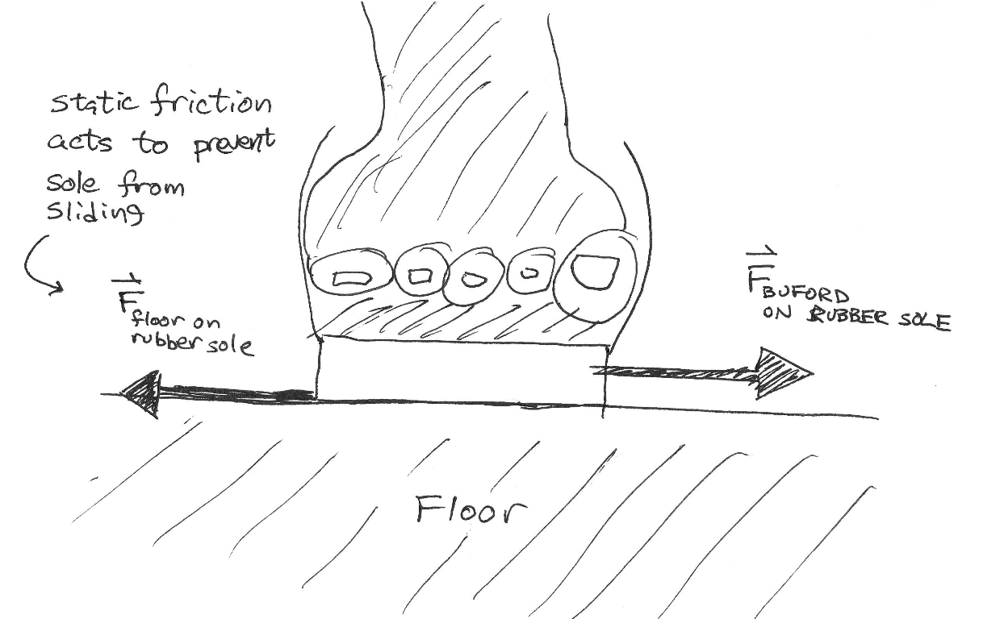 static friction
acts to prevent
sole from
sliding
F
floor on
rubber sole
F
BUFORD
ON RUBBER SOLE
Floor